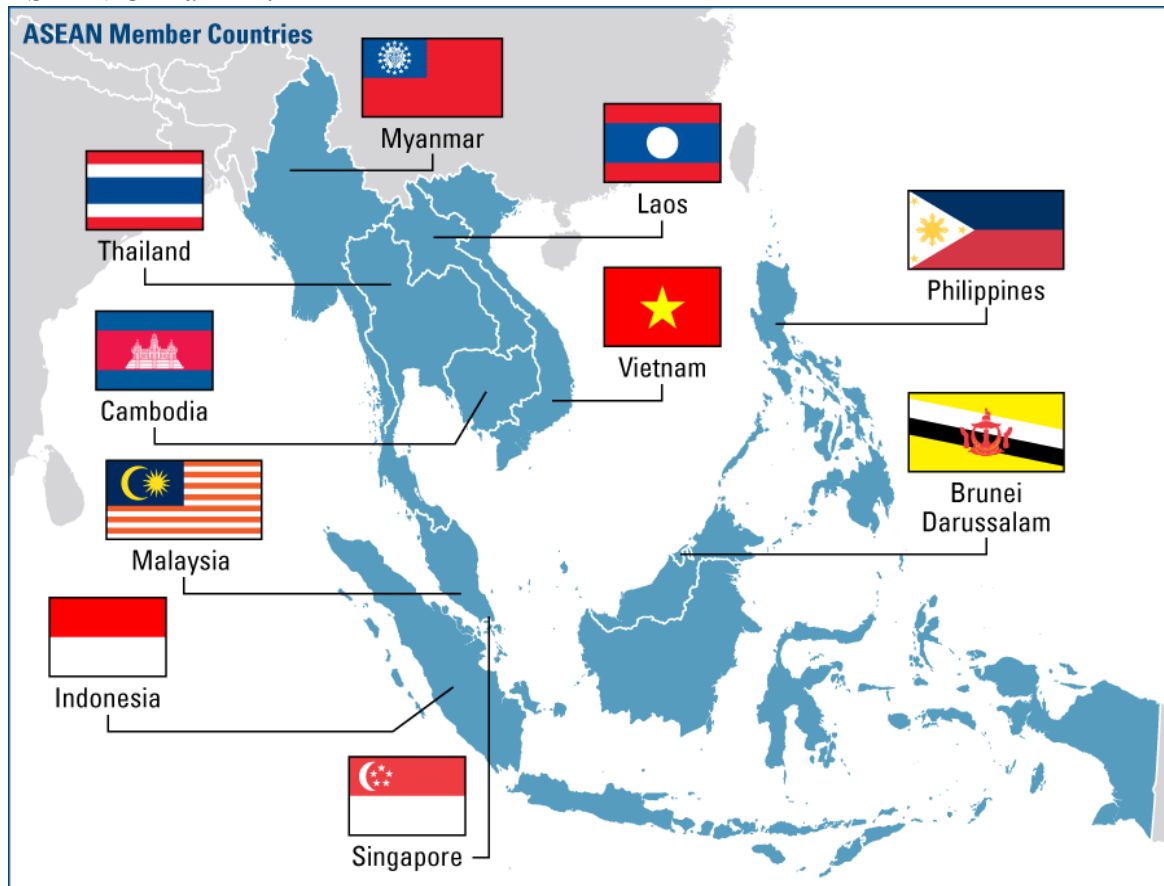 ASEAN Member Countries
Myanmar
Laos
Thailand
Philippines
Vietnam
Cambodia
Brunei
Darussalam
Malaysia
Indonesia
Singapore